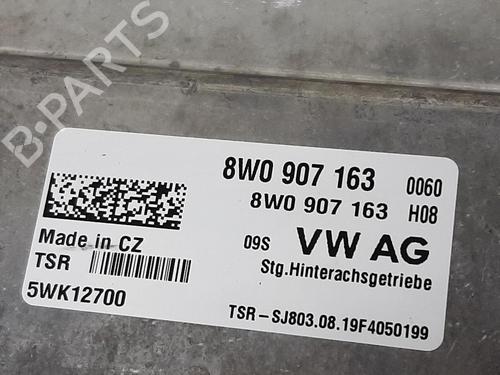 B-PARTS
8W0 907 163 0060
8W0 907 163 H08
Made in CZ 09S VW AG
TSR Stg.Hinterachsgetriebe
5WK12700 TSR-SJ803.08.19F4050199